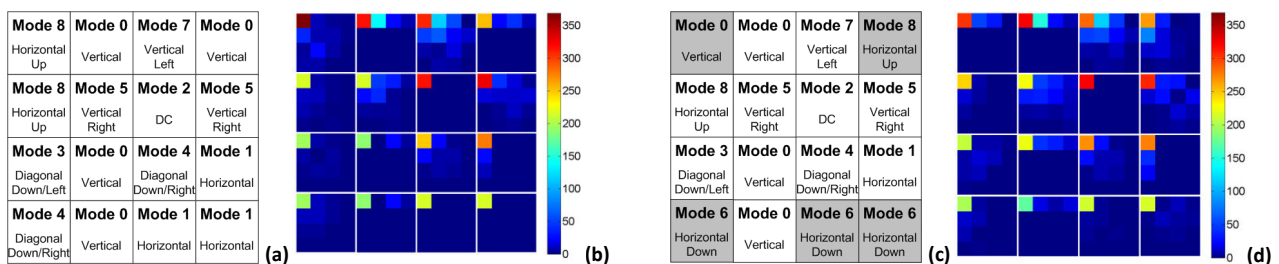 Mode 8 Mode 0 Mode 7 Mode 0
Horizontal Up Vertical Vertical Left Vertical
Mode 8 Mode 5 Mode 2 Mode 5
Horizontal Up Vertical Right DC Vertical Right
Mode 3 Mode 0 Mode 4 Mode 1
Diagonal Down/Left Vertical Diagonal Down/Right Horizontal
Mode 4 Mode 0 Mode 1 Mode 1
Diagonal Down/Right Vertical Horizontal Horizontal
(a)
350
300
250
200
150
100
50
0
(b)
Mode 0 Mode 0 Mode 7 Mode 8
Vertical Vertical Vertical Left Horizontal Up
Mode 8 Mode 5 Mode 2 Mode 5
Horizontal Up Vertical Right DC Vertical Right
Mode 3 Mode 0 Mode 4 Mode 1
Diagonal Down/Left Vertical Diagonal Down/Right Horizontal
Mode 6 Mode 0 Mode 6 Mode 6
Horizontal Down Vertical Horizontal Down Horizontal Down
(c)
350
300
250
200
150
100
50
0
(d)